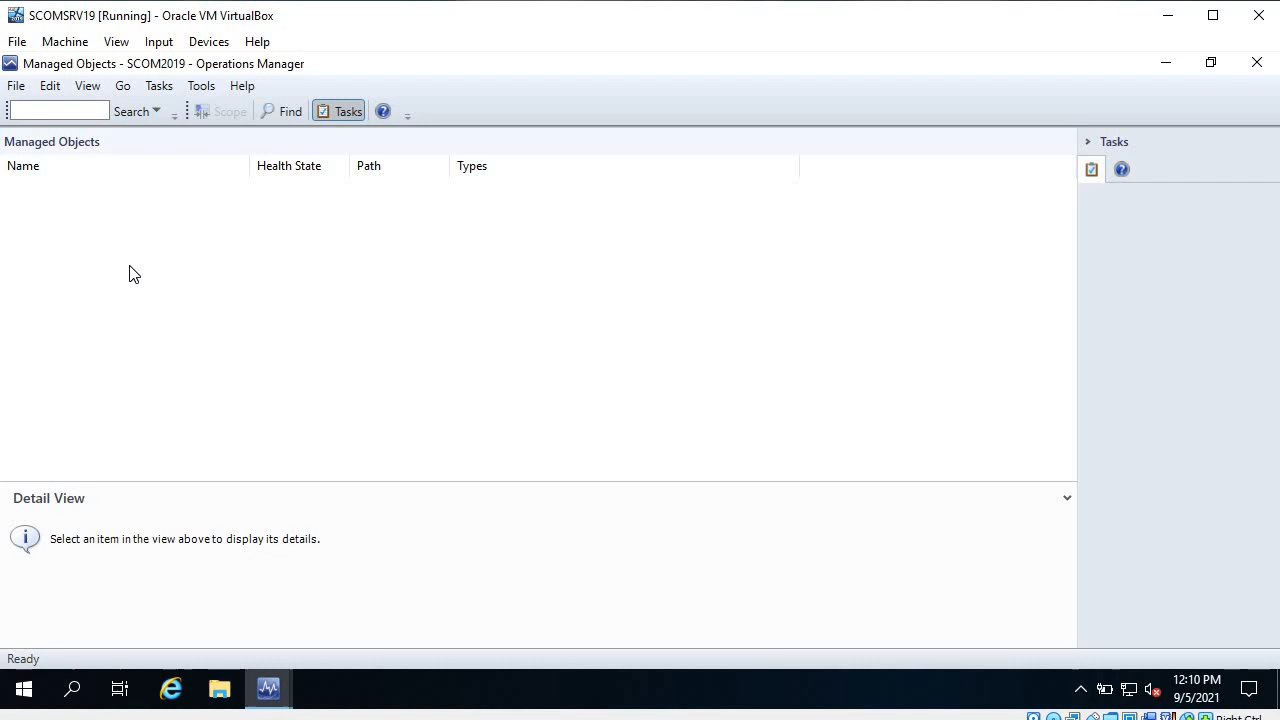 SCOMSRV19 [Running] - Oracle VM VirtualBox
File Machine View Input Devices Help
Managed Objects - SCOM2019 - Operations Manager
File Edit View Go Tasks Tools Help
Search Scope Find Tasks
Managed Objects
Tasks
Name Health State Path Types
Detail View
Select an item in the view above to display its details.
Ready
12:10 PM
9/5/2021
Right Ctrl